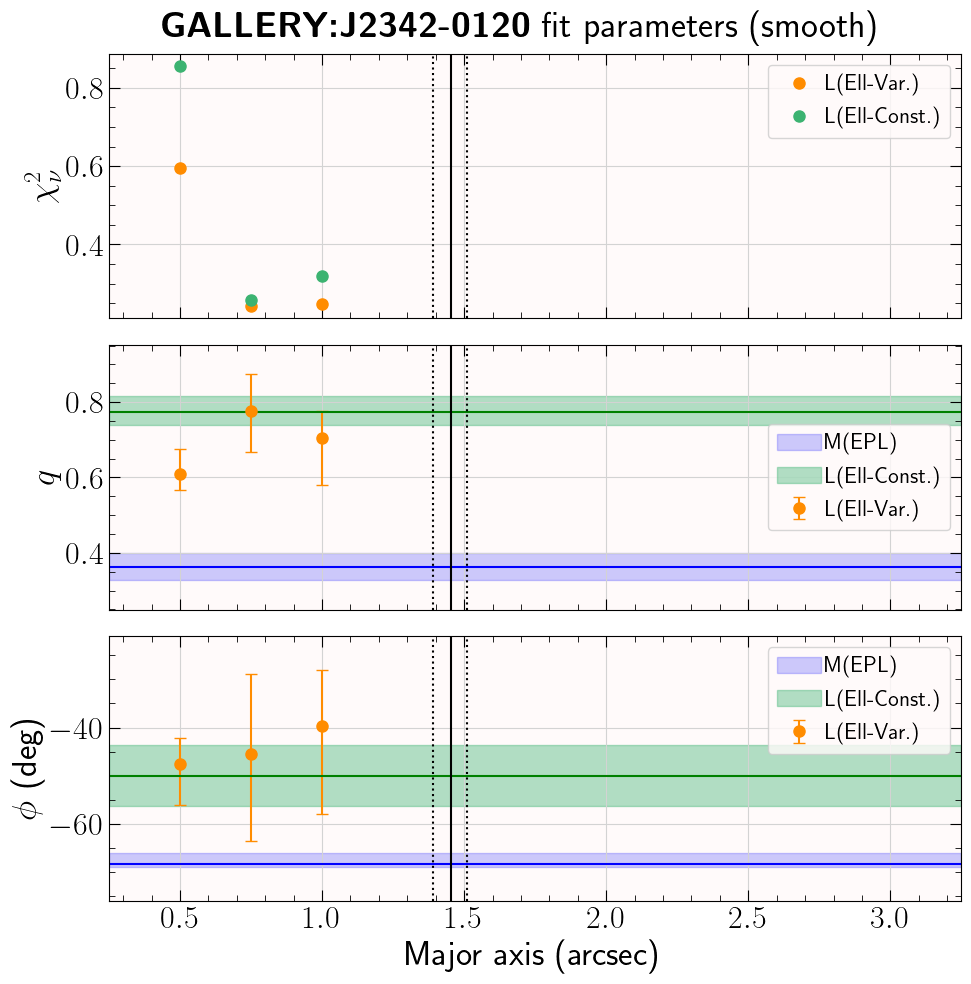 GALLERY:J2342-0120 fit parameters (smooth)
χ²ᵥ
0.8
0.6
0.4
L(Ell-Var.)
L(Ell-Const.)
q
0.8
0.6
0.4
M(EPL)
L(Ell-Const.)
L(Ell-Var.)
ϕ (deg)
−40
−60
M(EPL)
L(Ell-Const.)
L(Ell-Var.)
0.5 1.0 1.5 2.0 2.5 3.0
Major axis (arcsec)